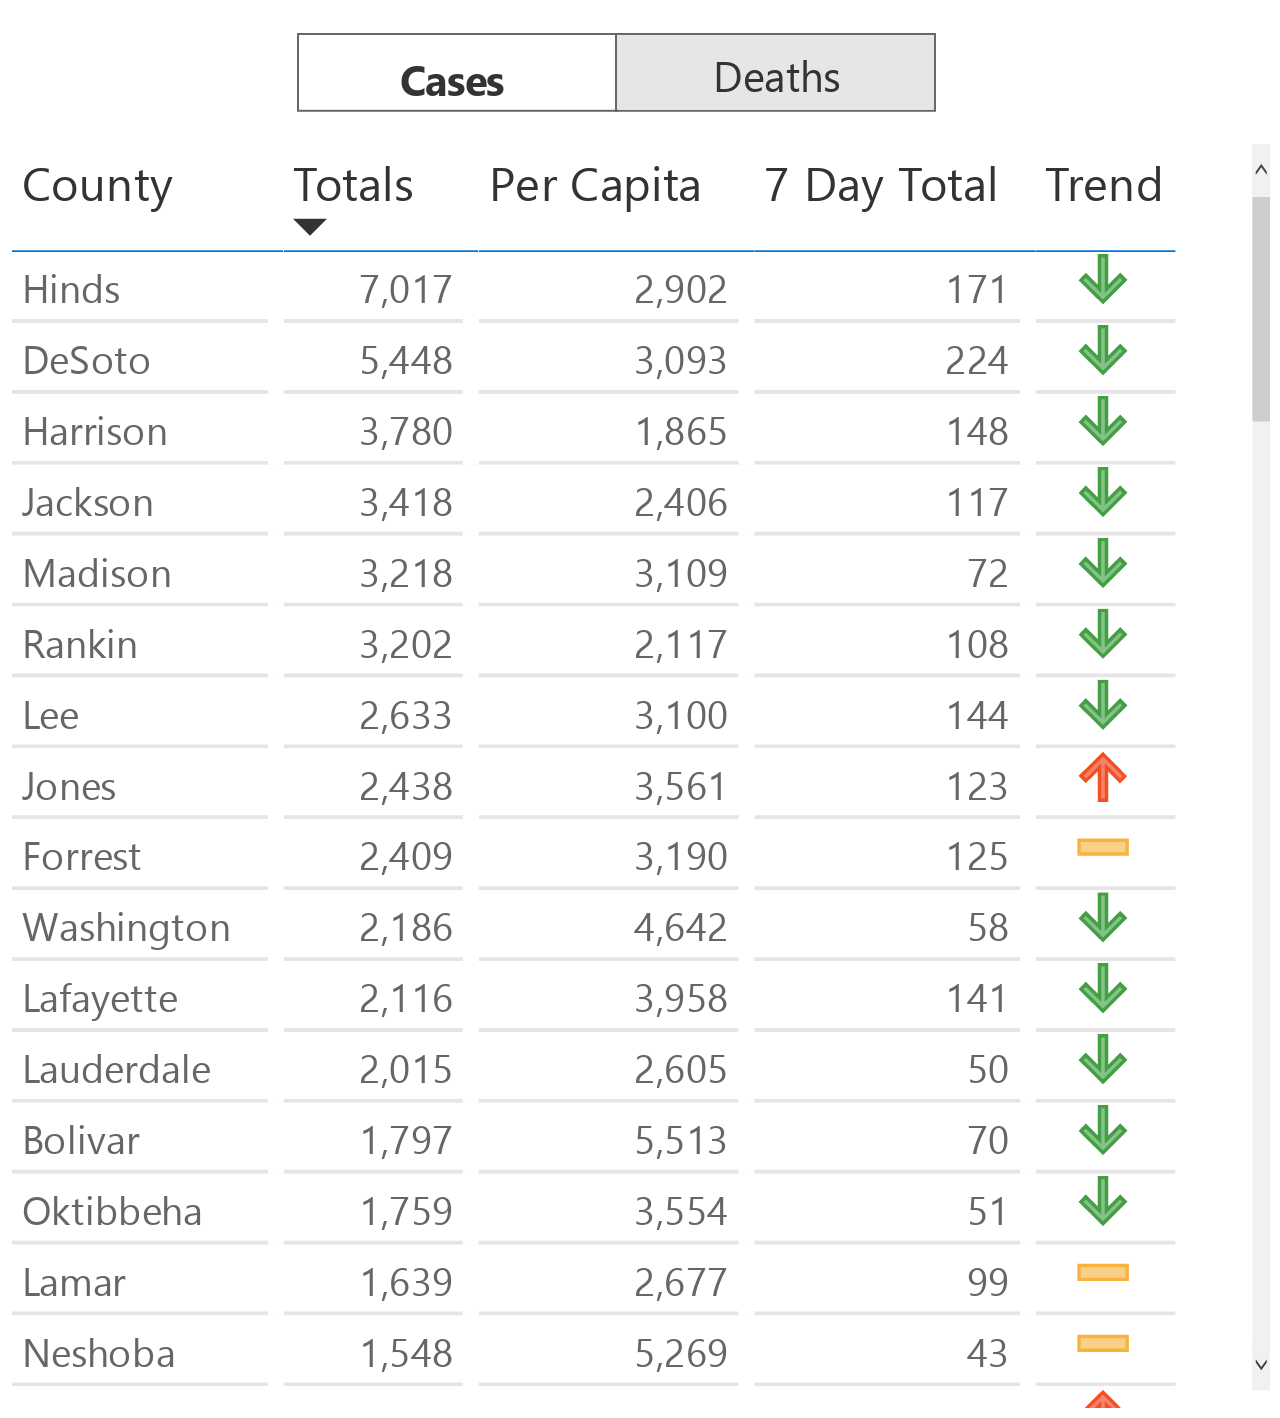 Cases Deaths
County Totals Per Capita 7 Day Total Trend
Hinds 7,017 2,902 171
DeSoto 5,448 3,093 224
Harrison 3,780 1,865 148
Jackson 3,418 2,406 117
Madison 3,218 3,109 72
Rankin 3,202 2,117 108
Lee 2,633 3,100 144
Jones 2,438 3,561 123
Forrest 2,409 3,190 125
Washington 2,186 4,642 58
Lafayette 2,116 3,958 141
Lauderdale 2,015 2,605 50
Bolivar 1,797 5,513 70
Oktibbeha 1,759 3,554 51
Lamar 1,639 2,677 99
Neshoba 1,548 5,269 43